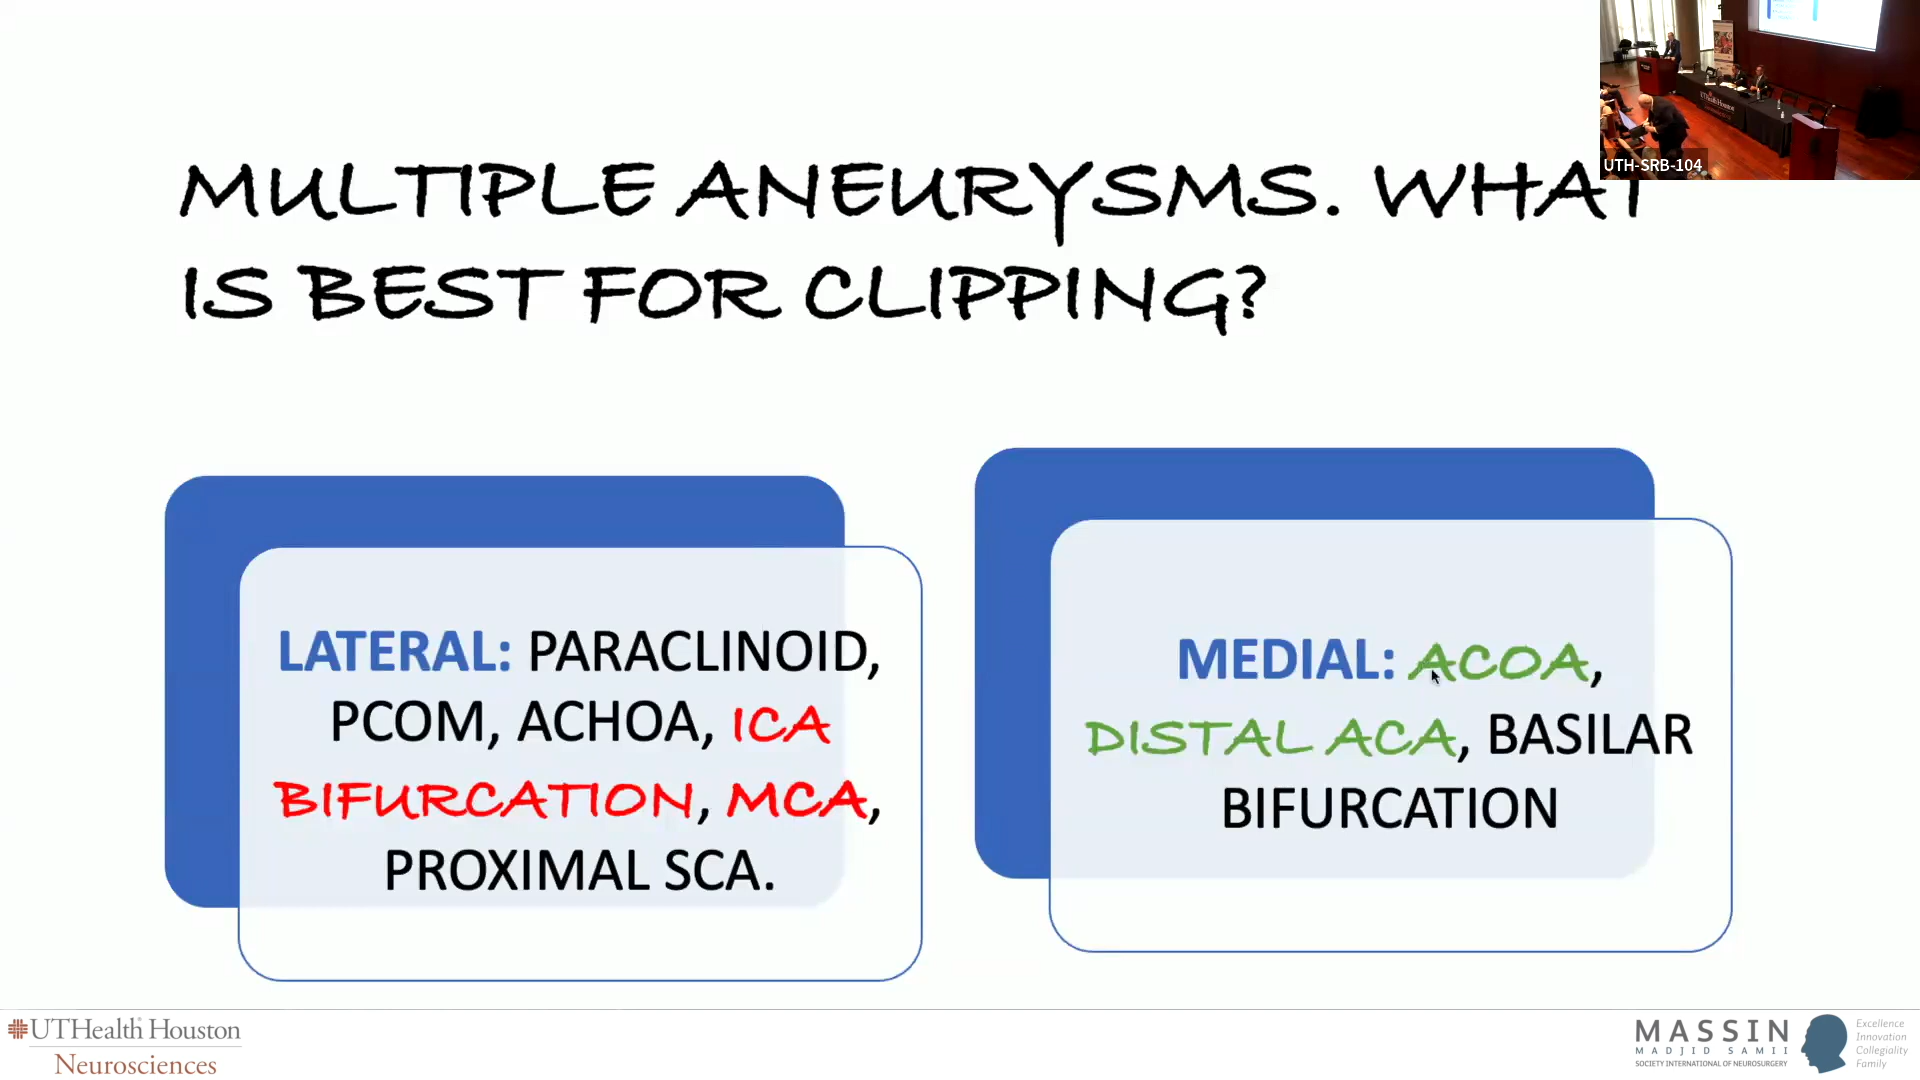 UTH-SRB-104
MULTIPLE ANEURYSMS. WHAT
IS BEST FOR CLIPPING?
LATERAL: PARACLINOID,
PCOM, ACHOA, ICA
BIFURCATION, MCA,
PROXIMAL SCA.
MEDIAL: ACOA,
DISTAL ACA, BASILAR
BIFURCATION
UTHealth Houston
Neurosciences
MASSIN
MADJID SAMII
SOCIETY INTERNATIONAL OF NEUROSURGERY
Excellence
Innovation
Collegiality
Family